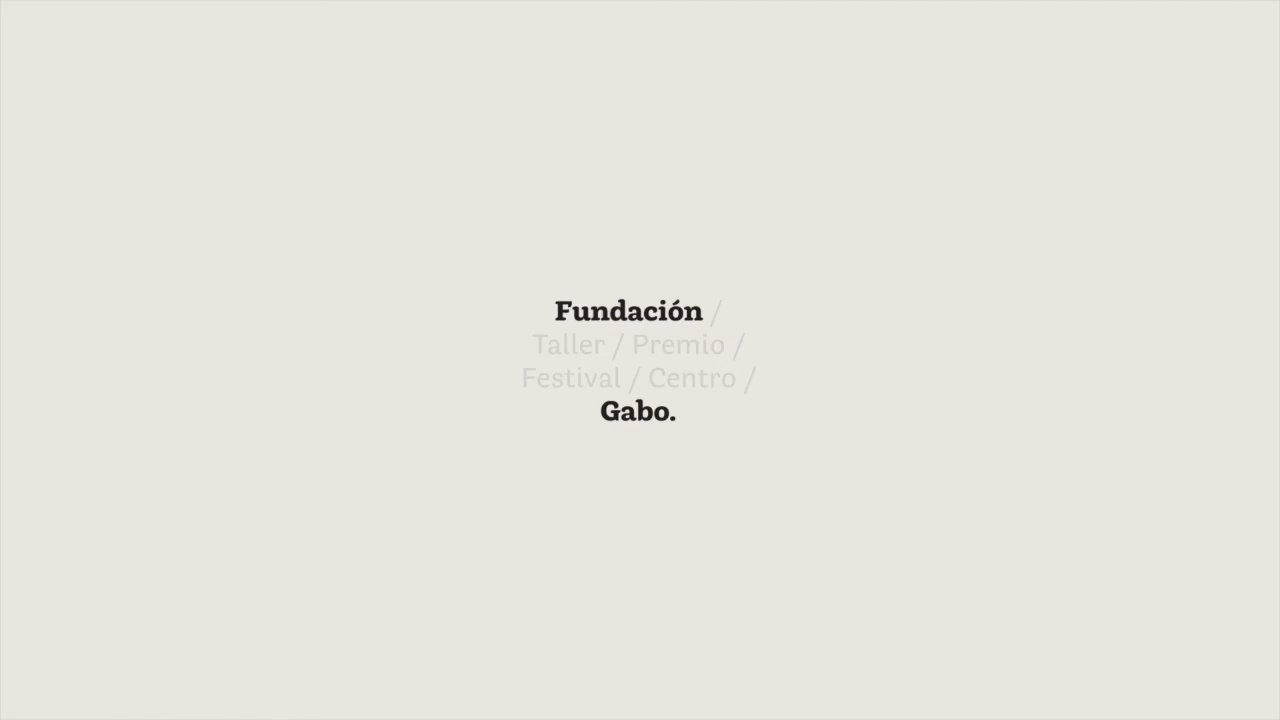 Fundación /
Taller / Premio /
Festival / Centro /
Gabo.